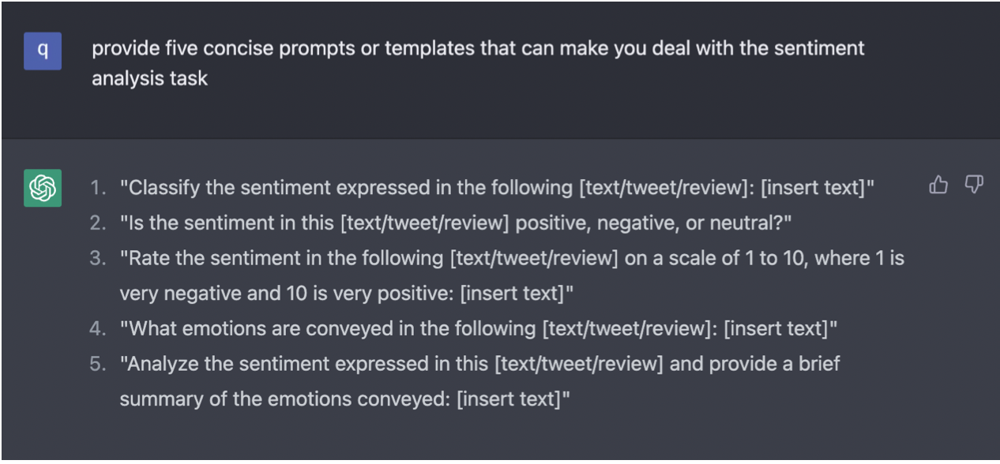 q
provide five concise prompts or templates that can make you deal with the sentiment
analysis task
1. "Classify the sentiment expressed in the following [text/tweet/review]: [insert text]"
2. "Is the sentiment in this [text/tweet/review] positive, negative, or neutral?"
3. "Rate the sentiment in the following [text/tweet/review] on a scale of 1 to 10, where 1 is
very negative and 10 is very positive: [insert text]"
4. "What emotions are conveyed in the following [text/tweet/review]: [insert text]"
5. "Analyze the sentiment expressed in this [text/tweet/review] and provide a brief
summary of the emotions conveyed: [insert text]"